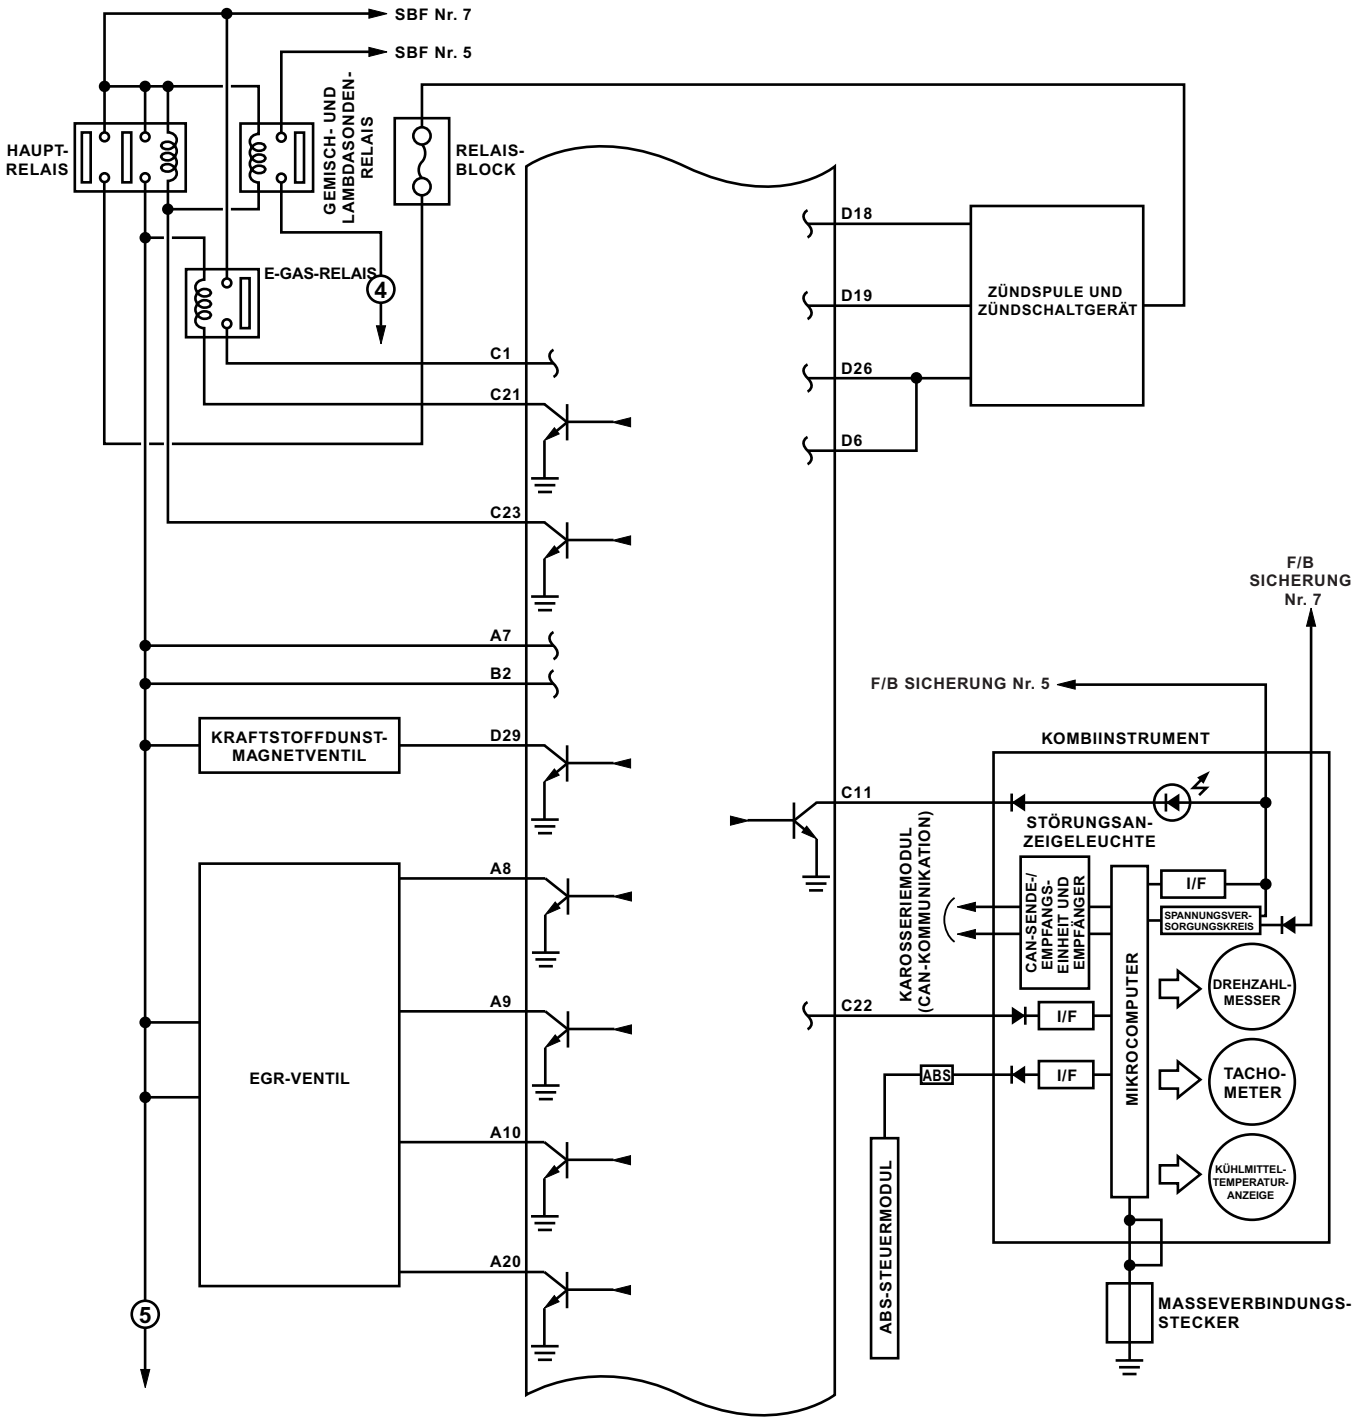 SBF Nr. 7
SBF Nr. 5
HAUPT-
RELAIS
GEMISCH- UND
LAMBDASONDEN-
RELAIS
RELAIS-
BLOCK
E-GAS-RELAIS
4
D18
D19
D26
D6
ZÜNDSPULE UND
ZÜNDSCHALTGERÄT
C1
C21
C23
A7
B2
KRAFTSTOFFDUNST-
MAGNETVENTIL
D29
EGR-VENTIL
A8
A9
A10
A20
5
F/B
SICHERUNG
Nr. 7
F/B SICHERUNG Nr. 5
KOMBIINSTRUMENT
C11
STÖRUNGSAN-
ZEIGELEUCHTE
KAROSSERIEMODUL
(CAN-KOMMUNIKATION)
CAN-SENDE-/
EMPFANGS-
EINHEIT UND
EMPFÄNGER
MIKROCOMPUTER
I/F
SPANNUNGSVER-
SORGUNGSKREIS
DREHZAHL-
MESSER
C22
I/F
ABS
I/F
TACHO-
METER
KÜHLMITTEL-
TEMPERATUR-
ANZEIGE
ABS-STEUERMODUL
MASSEVERBINDUNGS-
STECKER